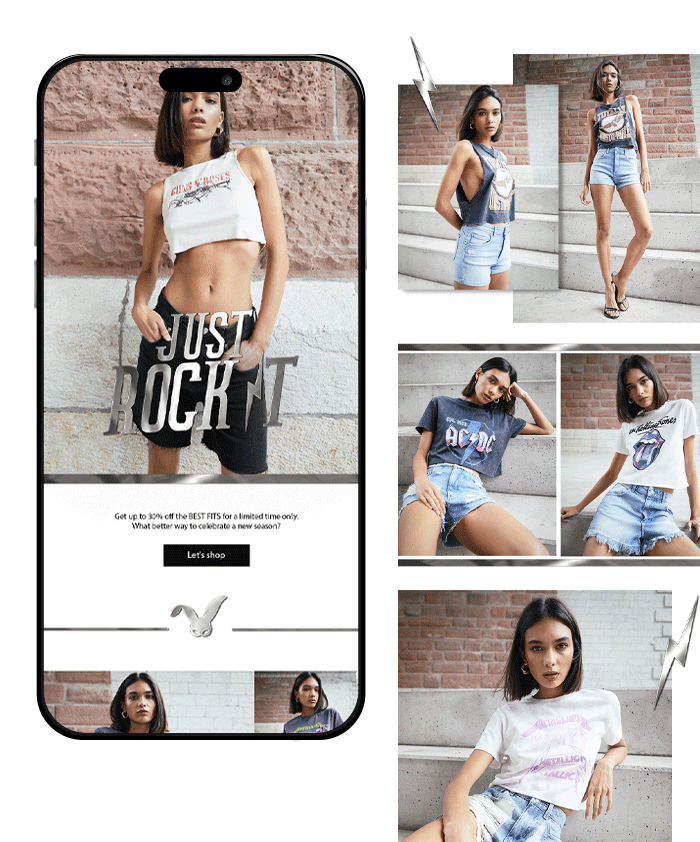 GUNS N' ROSES
JUST
ROCK IT
Get up to 30% off the BEST FITS for a limited time only.
What better way to celebrate a new season?
Let's shop
AC DC
the Rolling Stones
METALLICA
METALLICA